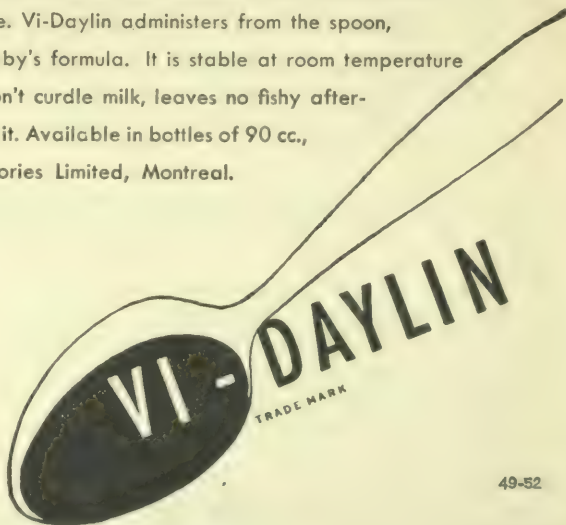 e. Vi-Daylin administers from the spoon,
by's formula. It is stable at room temperature
n't curdle milk, leaves no fishy after-
it. Available in bottles of 90 cc.,
ories Limited, Montreal.
VI-DAYLIN
TRADE MARK
49-52